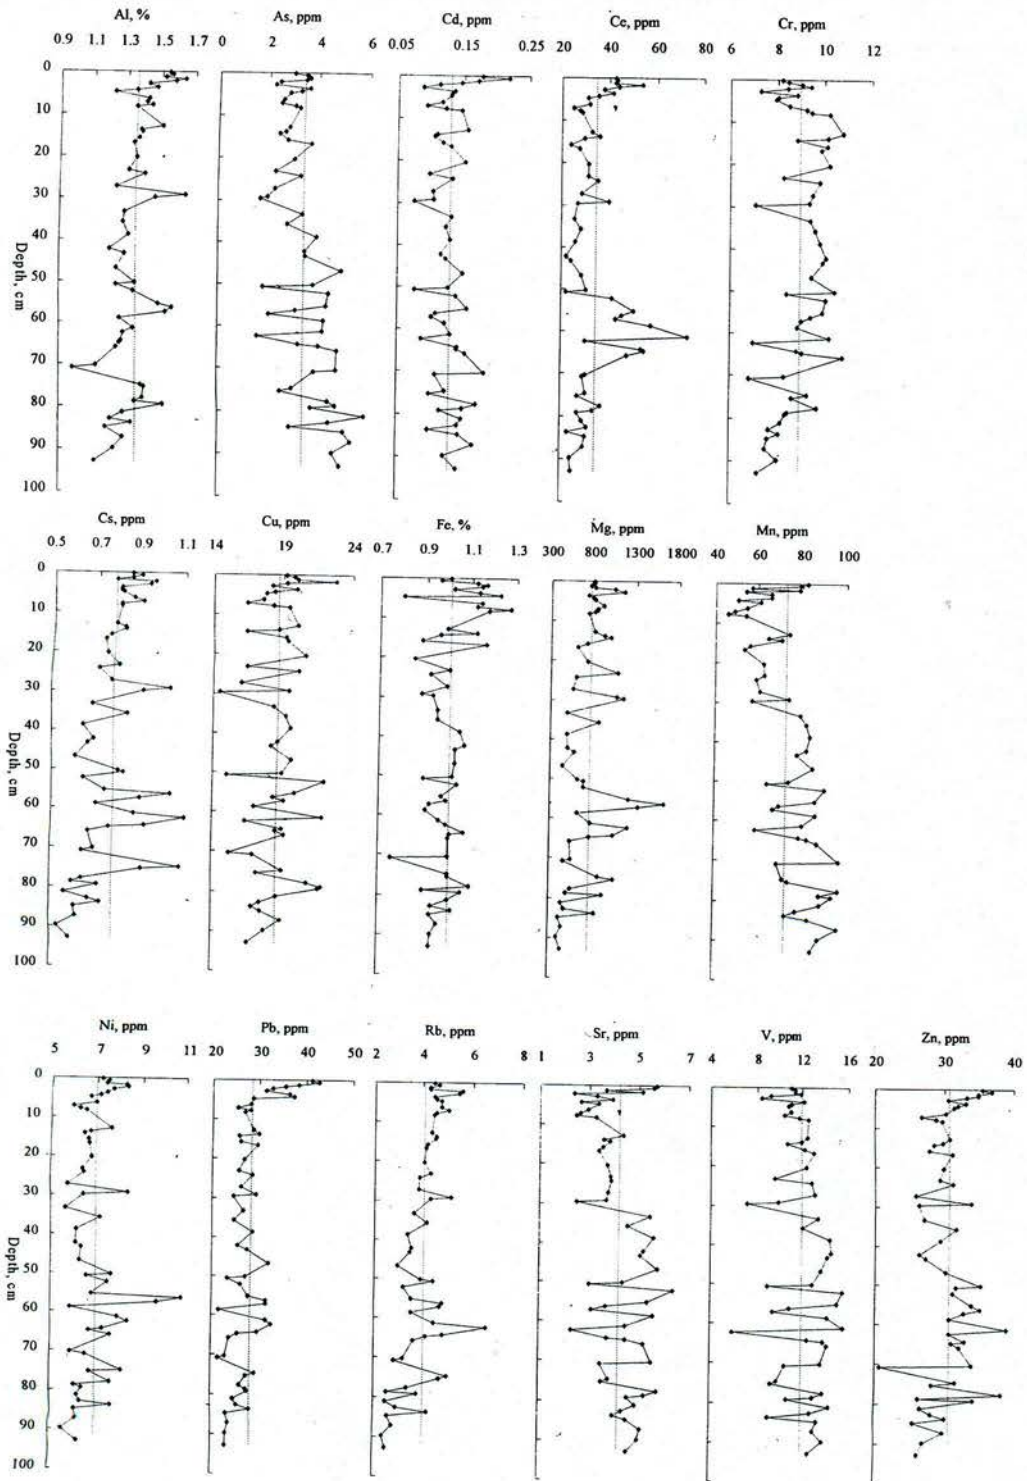 Al, %
As, ppm
Cd, ppm
Ce, ppm
Cr, ppm
0.9 1.1 1.3 1.5 1.7
0 2 4 6
0.05 0.15 0.25
20 40 60 80
6 8 10 12
0
10
20
30
40
50
60
70
80
90
100
Depth, cm
Cs, ppm
Cu, ppm
Fe, %
Mg, ppm
Mn, ppm
0.5 0.7 0.9 1.1
14 19 24
0.7 0.9 1.1 1.3
300 800 1300 1800
40 60 80 100
0
10
20
30
40
50
60
70
80
90
100
Depth, cm
Ni, ppm
Pb, ppm
Rb, ppm
Sr, ppm
V, ppm
Zn, ppm
5 7 9 11
20 30 40 50
2 4 6 8
1 3 5 7
4 8 12 16
20 30 40
0
10
20
30
40
50
60
70
80
90
100
Depth, cm